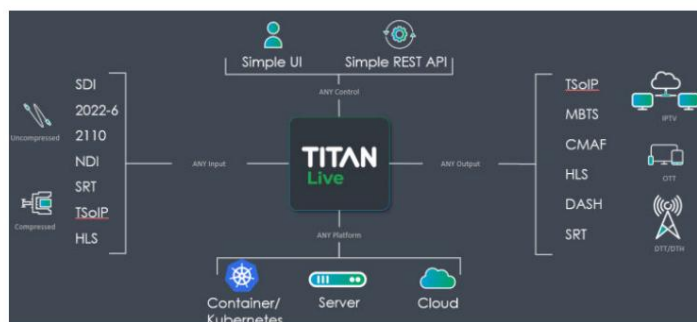 Simple UI
Simple REST API
ANY Control
SDI
2022-6
2110
NDI
SRT
TSoIP
HLS
Uncompressed
Compressed
ANY Input
TITAN
Live
ANY Output
TSoIP
MBTS
CMAF
HLS
DASH
SRT
IPTV
OTT
DTT/DTH
ANY Platform
Container/
Kubernetes
Server
Cloud